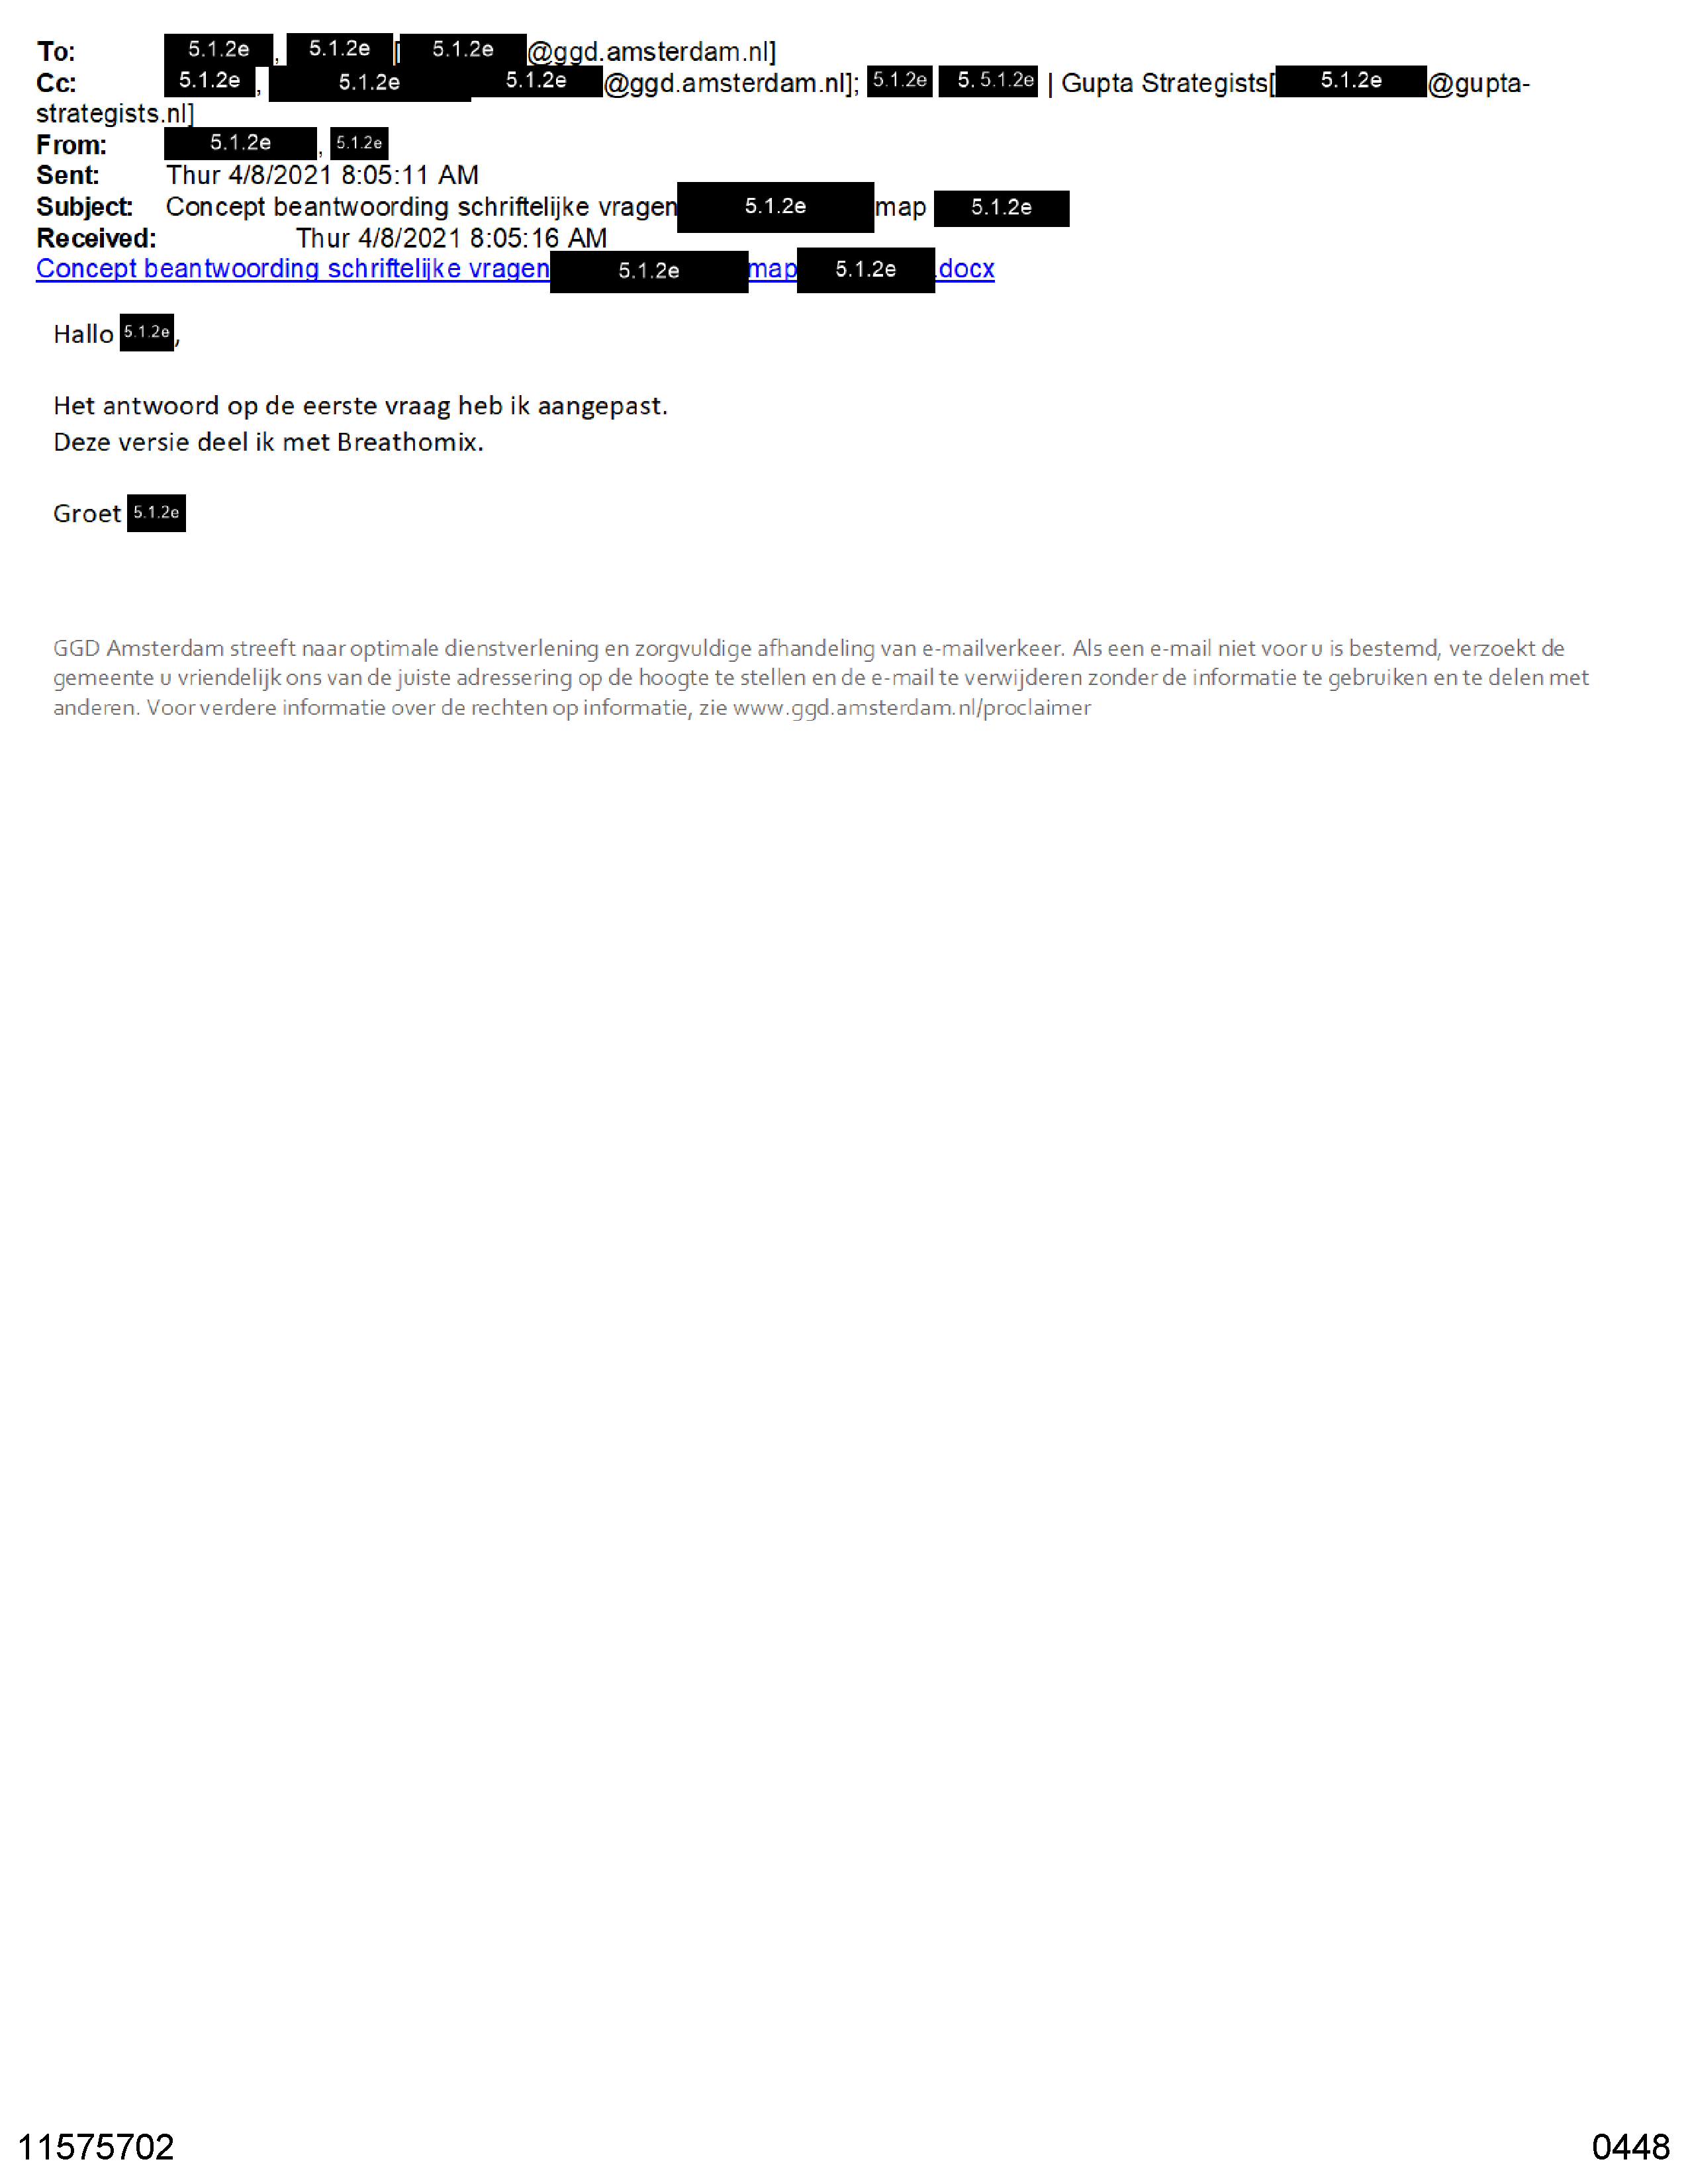 To: 5.1.2e, 5.1.2e [ 5.1.2e @ggd.amsterdam.nl]
Cc: 5.1.2e, 5.1.2e 5.1.2e @ggd.amsterdam.nl]; 5.1.2e 5. 5.1.2e | Gupta Strategists[ 5.1.2e @gupta-
strategists.nl]
From: 5.1.2e, 5.1.2e
Sent: Thur 4/8/2021 8:05:11 AM
Subject: Concept beantwoording schriftelijke vragen 5.1.2e map 5.1.2e
Received: Thur 4/8/2021 8:05:16 AM
Concept beantwoording schriftelijke vragen 5.1.2e map 5.1.2e .docx
Hallo 5.1.2e,
Het antwoord op de eerste vraag heb ik aangepast.
Deze versie deel ik met Breathomix.
Groet 5.1.2e
GGD Amsterdam streeft naar optimale dienstverlening en zorgvuldige afhandeling van e-mailverkeer. Als een e-mail niet voor u is bestemd, verzoekt de
gemeente u vriendelijk ons van de juiste adressering op de hoogte te stellen en de e-mail te verwijderen zonder de informatie te gebruiken en te delen met
anderen. Voor verdere informatie over de rechten op informatie, zie www.ggd.amsterdam.nl/proclaimer
11575702
0448